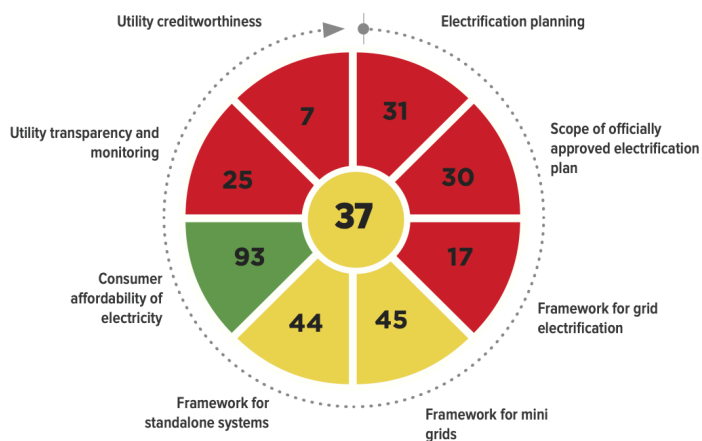 Utility creditworthiness
Electrification planning
7
31
Utility transparency and
monitoring
Scope of officially
approved electrification
plan
25
30
37
93
17
Consumer
affordability of
electricity
Framework for grid
electrification
44
45
Framework for
standalone systems
Framework for mini
grids